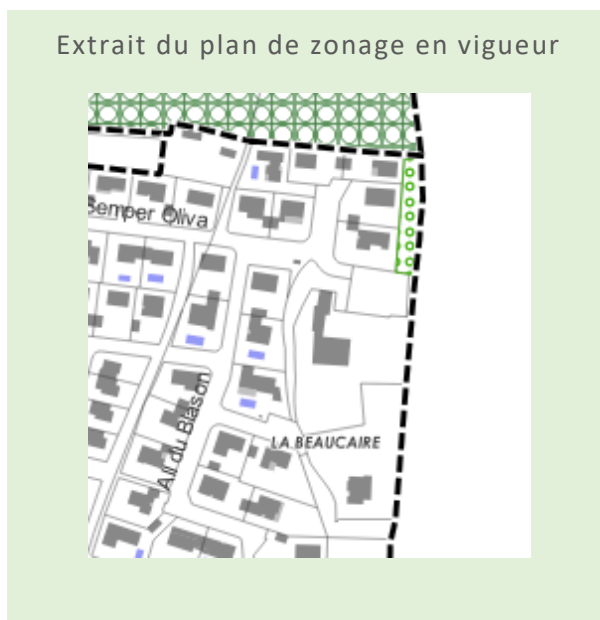 Extrait du plan de zonage en vigueur
Semper Oliva
All du Blason
LA BEAUCAIRE